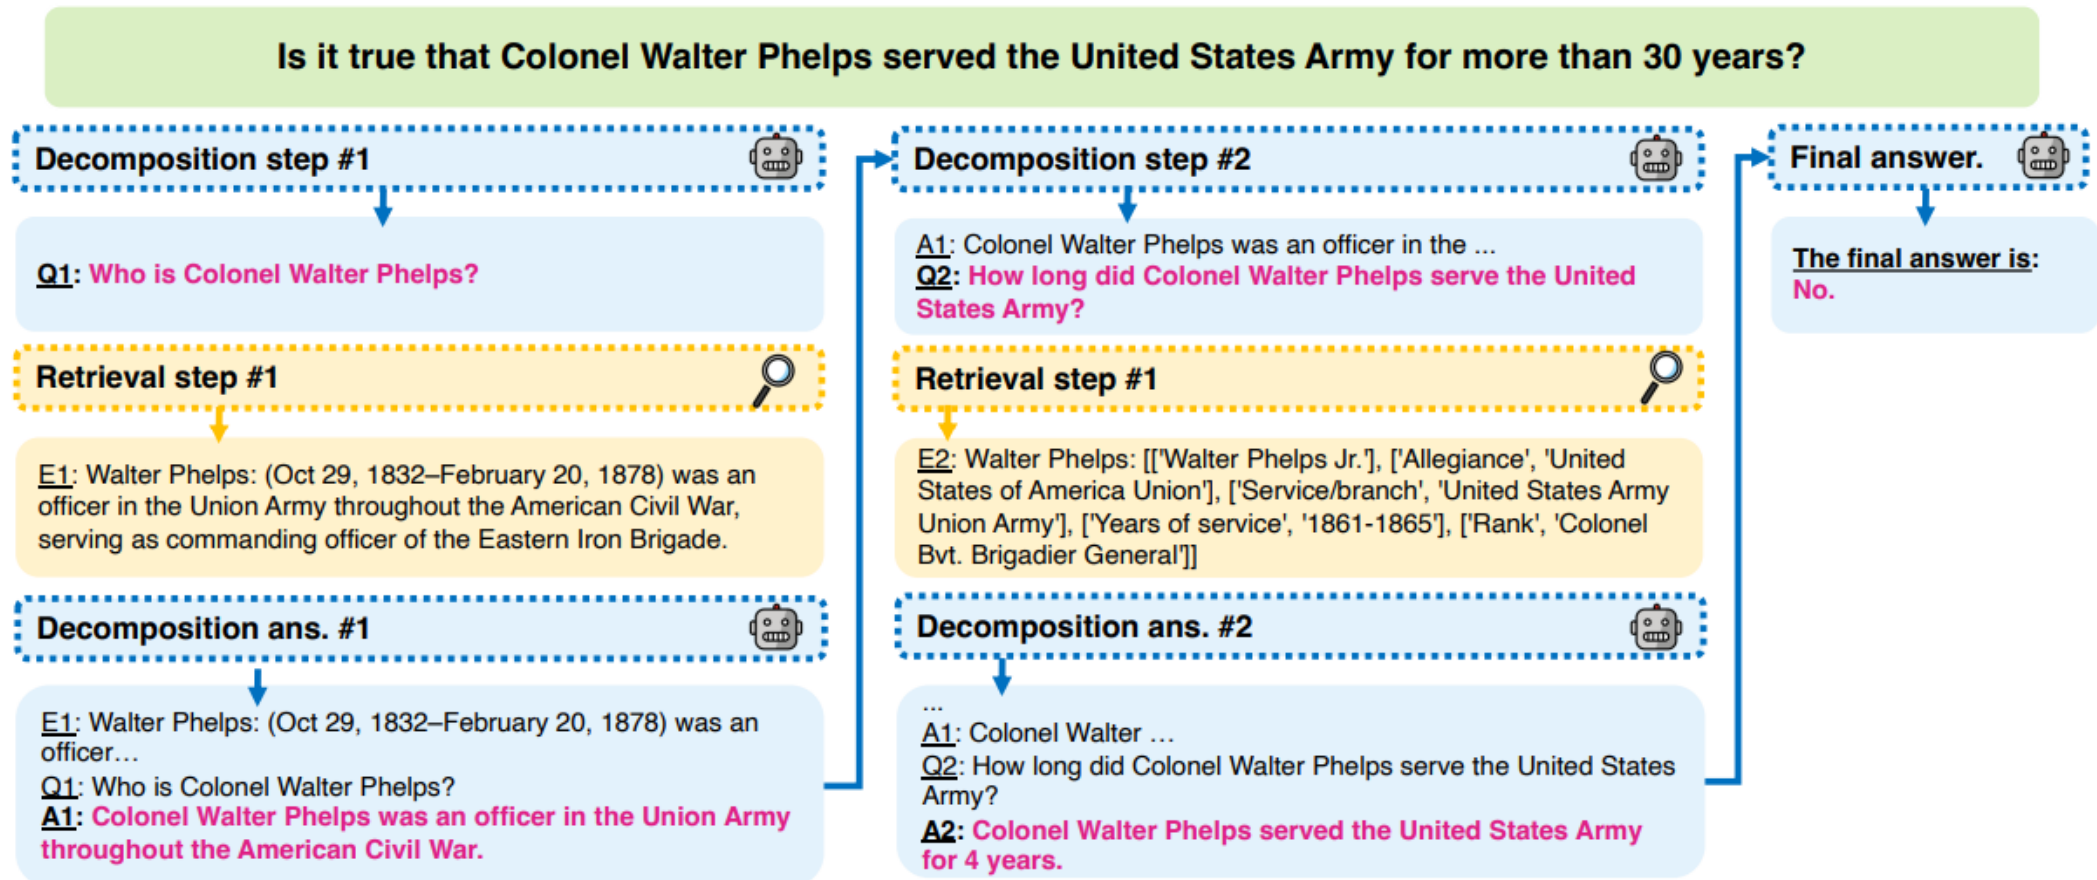 Is it true that Colonel Walter Phelps served the United States Army for more than 30 years?
Decomposition step #1
Q1: Who is Colonel Walter Phelps?
Retrieval step #1
E1: Walter Phelps: (Oct 29, 1832–February 20, 1878) was an
officer in the Union Army throughout the American Civil War,
serving as commanding officer of the Eastern Iron Brigade.
Decomposition ans. #1
E1: Walter Phelps: (Oct 29, 1832–February 20, 1878) was an
officer…
Q1: Who is Colonel Walter Phelps?
A1: Colonel Walter Phelps was an officer in the Union Army
throughout the American Civil War.
Decomposition step #2
A1: Colonel Walter Phelps was an officer in the ...
Q2: How long did Colonel Walter Phelps serve the United
States Army?
Retrieval step #1
E2: Walter Phelps: [['Walter Phelps Jr.'], ['Allegiance', 'United
States of America Union'], ['Service/branch', 'United States Army
Union Army'], ['Years of service', '1861-1865'], ['Rank', 'Colonel
Bvt. Brigadier General']]
Decomposition ans. #2
...
A1: Colonel Walter …
Q2: How long did Colonel Walter Phelps serve the United States
Army?
A2: Colonel Walter Phelps served the United States Army
for 4 years.
Final answer.
The final answer is:
No.